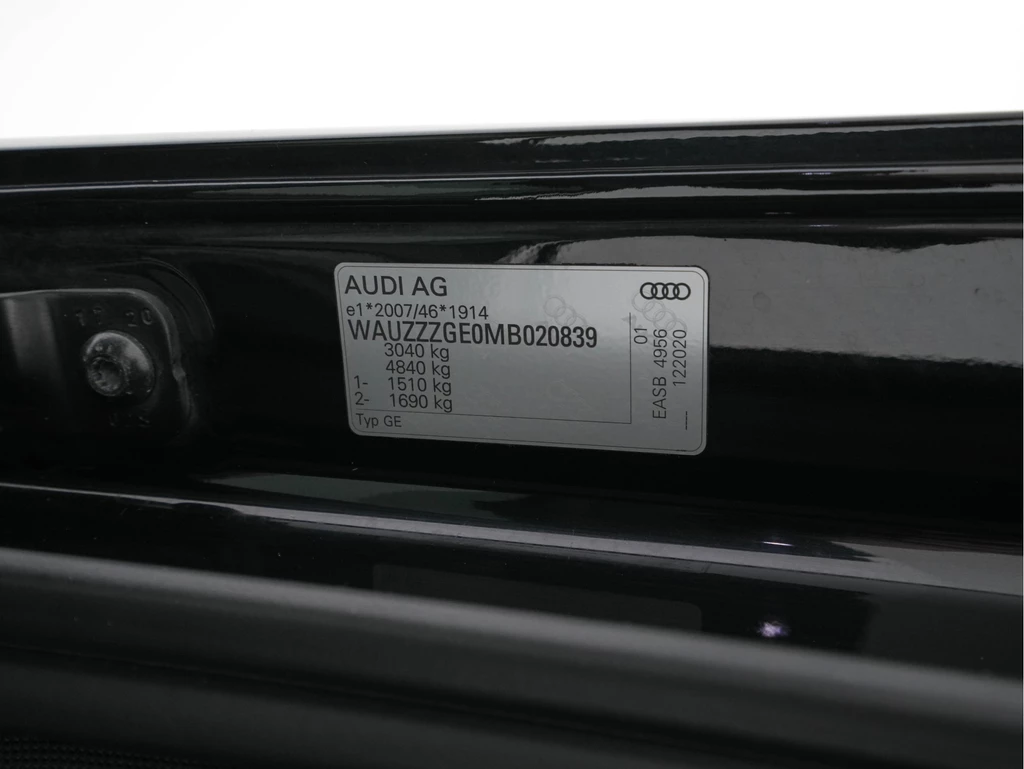 AUDI AG
e1*2007/46*1914
WAUZZZGE0MB020839
3040 kg
4840 kg
1- 1510 kg
2- 1690 kg
Typ GE
01
EASB 4956
122020